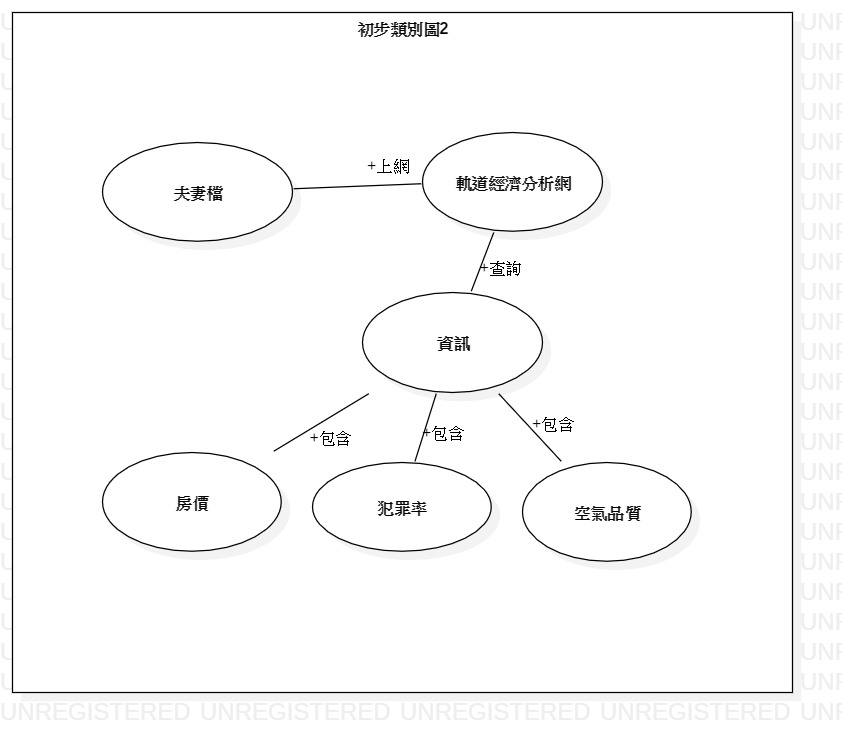 初步類別圖2
+上網
夫妻檔
軌道經濟分析網
+查詢
資訊
+包含
+包含
+包含
房價
犯罪率
空氣品質
UNREGISTERED UNREGISTERED UNREGISTERED UNREGISTERED